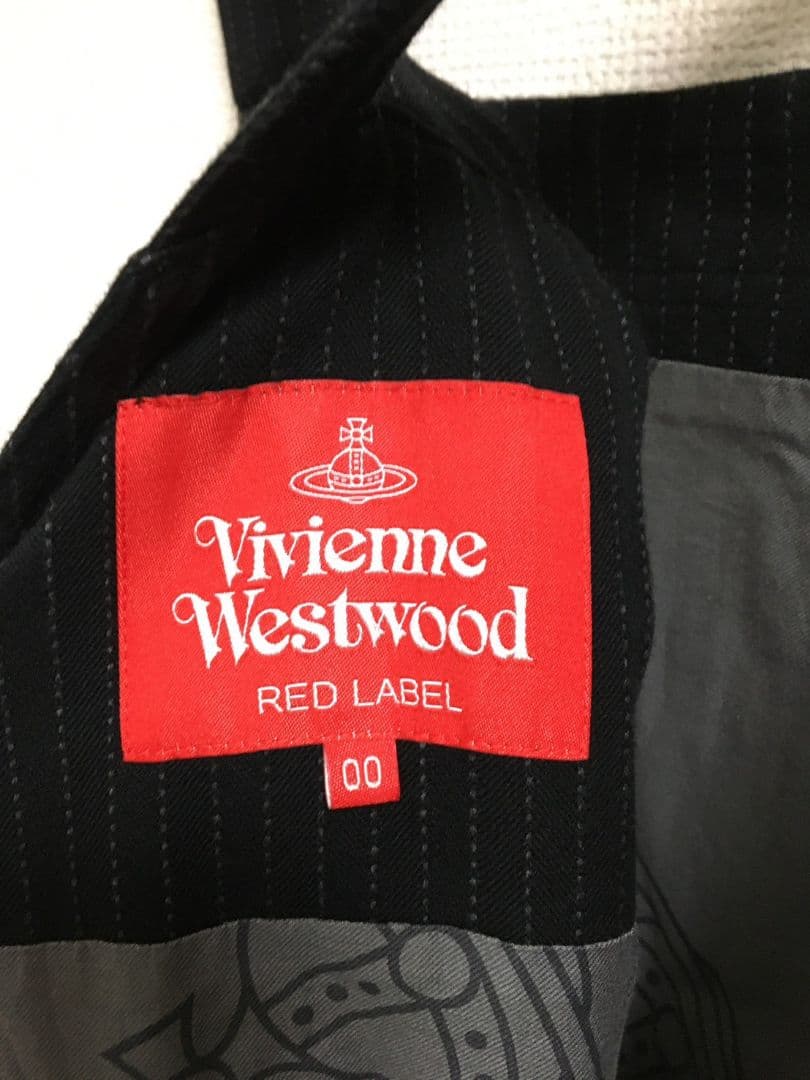 Vivienne
Westwood
RED LABEL
00